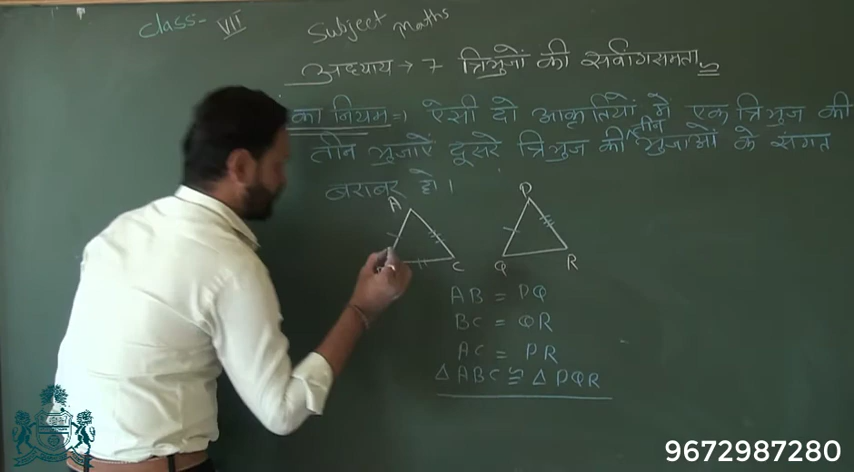 Class:- VII Subject maths
अध्याय → 7 त्रिभुजों की सर्वांगसमता
का नियम=) ऐसी दो आकृतियों में एक त्रिभुज की
तीन भुजाऐं दूसरे त्रिभुज की तीन भुजाओं के संगत
बराबर हो।
A P
C Q R
AB = PQ
BC = QR
AC = PR
△ ABC ≅ △ PQR
9672987280